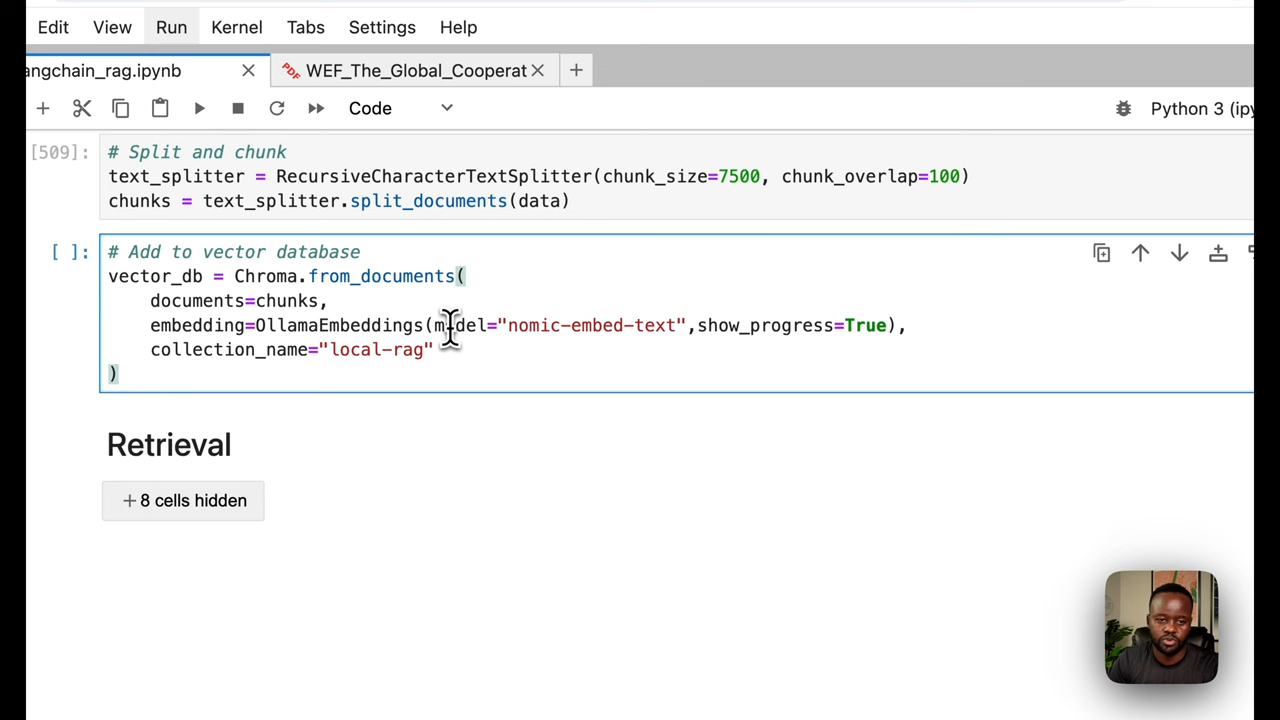 Edit View Run Kernel Tabs Settings Help
angchain_rag.ipynb WEF_The_Global_Cooperat
Code Python 3 (ipy
[509]: # Split and chunk
text_splitter = RecursiveCharacterTextSplitter(chunk_size=7500, chunk_overlap=100)
chunks = text_splitter.split_documents(data)
[ ]: # Add to vector database
vector_db = Chroma.from_documents(
documents=chunks,
embedding=OllamaEmbeddings(model="nomic-embed-text",show_progress=True),
collection_name="local-rag"
)
Retrieval
+ 8 cells hidden